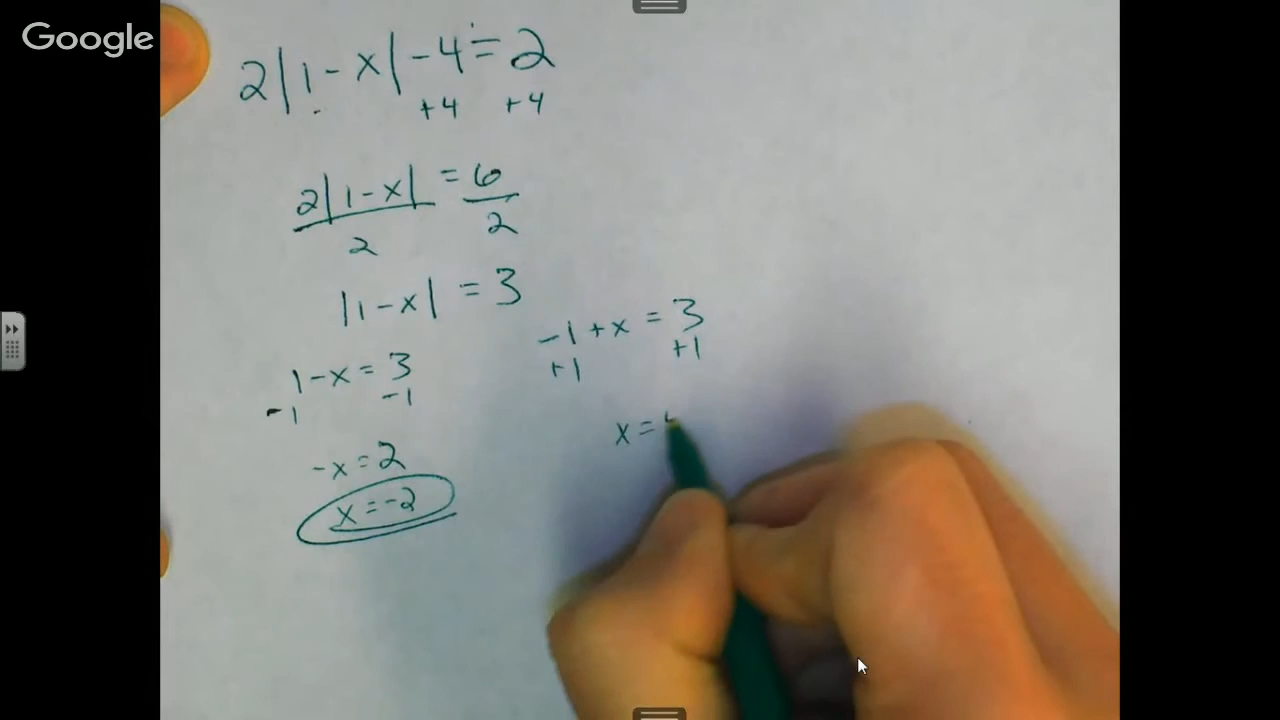 Google
2|1-x|-4=2
+4 +4
2|1-x| = 6
2 2
|1-x| = 3
1-x=3
-1 -1
-x=2
x=-2
-1+x=3
+1 +1
x=